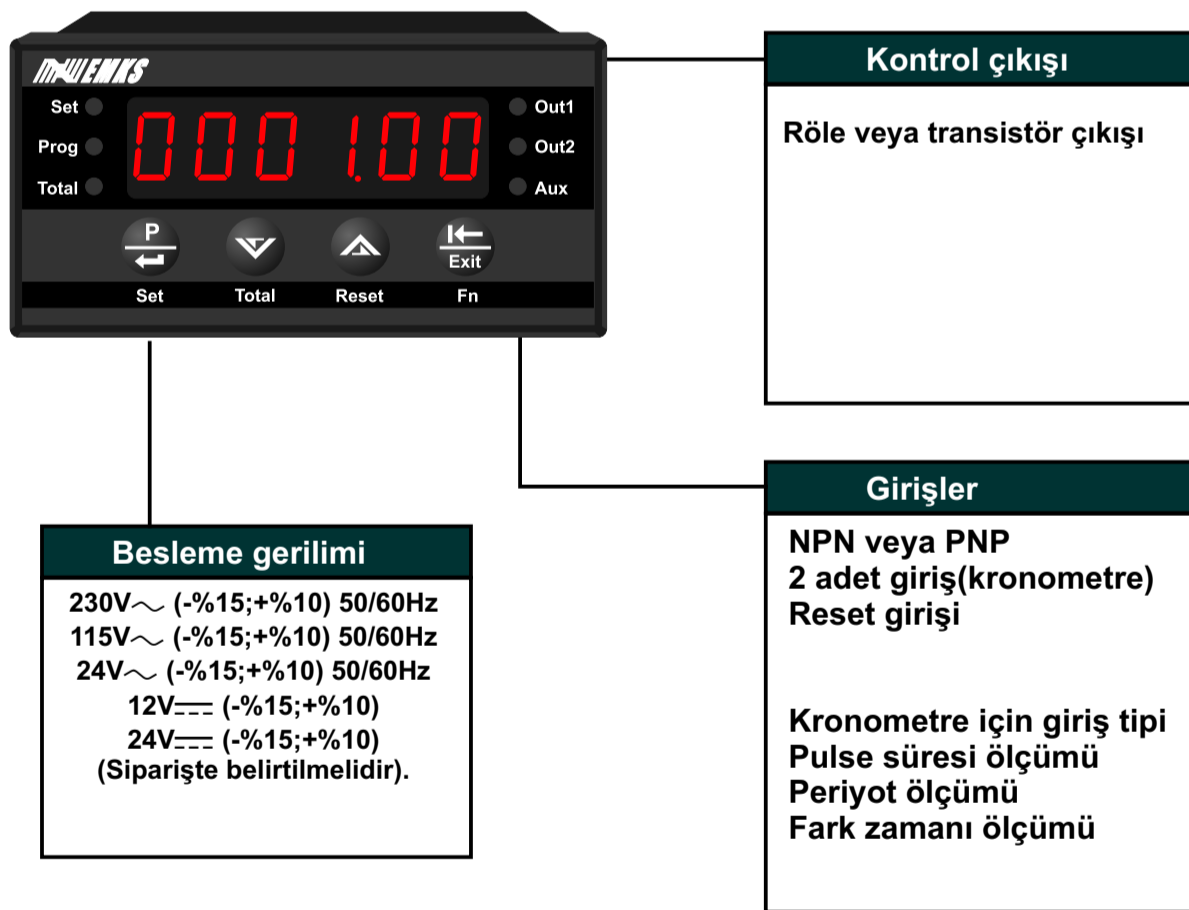 EMKS
Set
Prog
Total
0001.00
Out1
Out2
Aux
P
Exit
Set Total Reset Fn
Kontrol çıkışı
Röle veya transistör çıkışı
Girişler
NPN veya PNP
2 adet giriş(kronometre)
Reset girişi
Kronometre için giriş tipi
Pulse süresi ölçümü
Periyot ölçümü
Fark zamanı ölçümü
Besleme gerilimi
230V～ (-%15;+%10) 50/60Hz
115V～ (-%15;+%10) 50/60Hz
24V～ (-%15;+%10) 50/60Hz
12V⎓ (-%15;+%10)
24V⎓ (-%15;+%10)
(Siparişte belirtilmelidir).